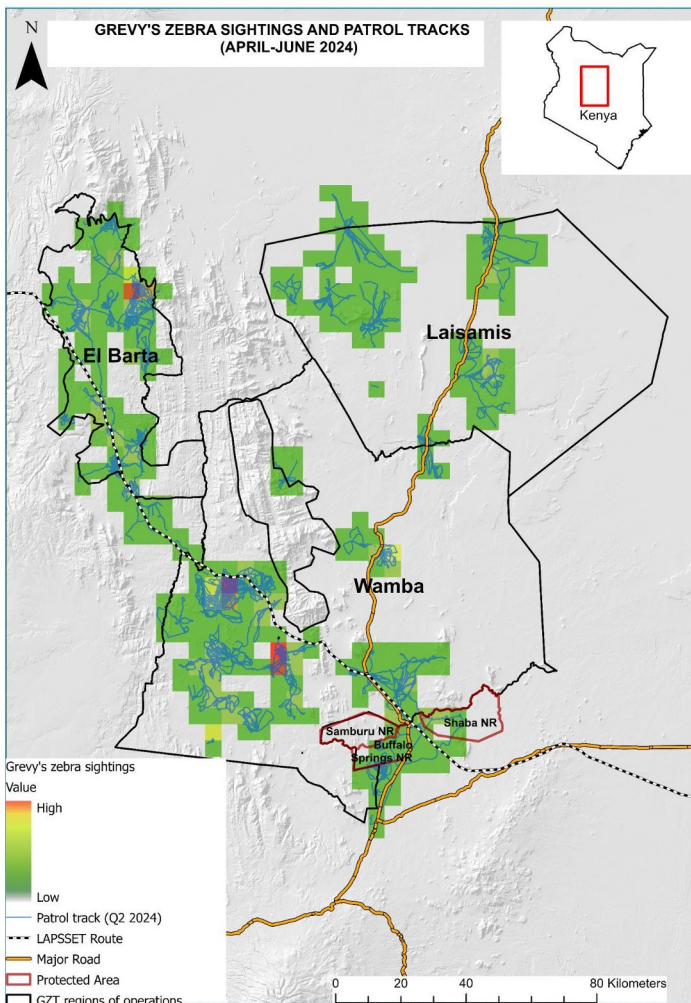 N
GREVY'S ZEBRA SIGHTINGS AND PATROL TRACKS
(APRIL-JUNE 2024)
Kenya
Laisamis
El Barta
Wamba
Shaba NR
Samburu NR
Buffalo
Springs NR
Grevy's zebra sightings
Value
High
Low
Patrol track (Q2 2024)
LAPSSET Route
Major Road
Protected Area
GZT regions of operations
0 20 40 80 Kilometers